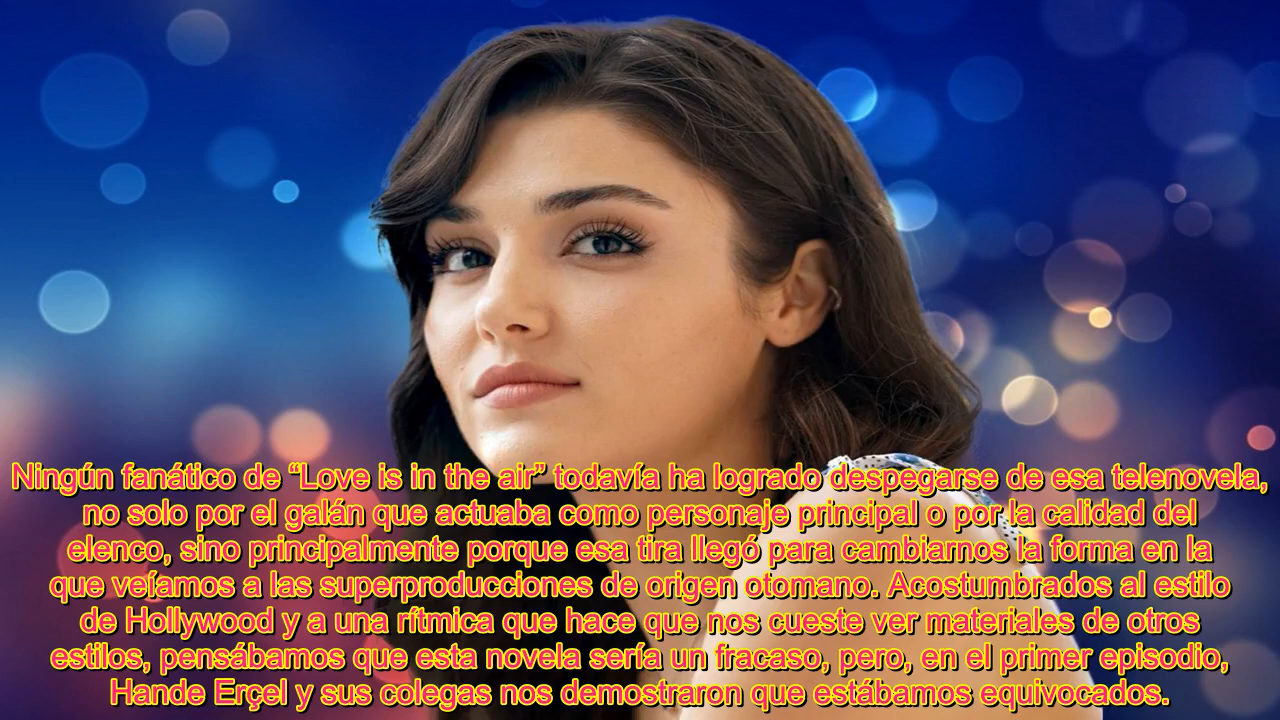 Ningún fanático de “Love is in the air” todavía ha logrado despegarse de esa telenovela,
no solo por el galán que actuaba como personaje principal o por la calidad del
elenco, sino principalmente porque esa tira llegó para cambiarnos la forma en la
que veíamos a las superproducciones de origen otomano. Acostumbrados al estilo
de Hollywood y a una rítmica que hace que nos cueste ver materiales de otros
estilos, pensábamos que esta novela sería un fracaso, pero, en el primer episodio,
Hande Erçel y sus colegas nos demostraron que estábamos equivocados.